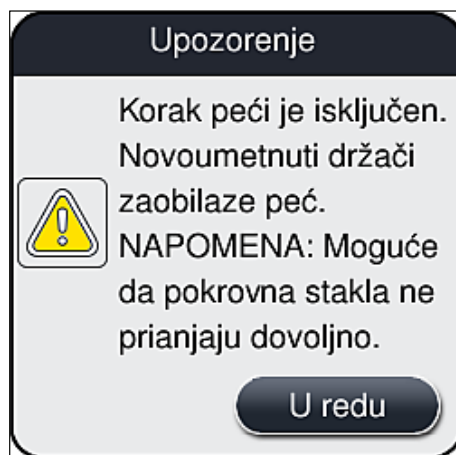 Upozorenje
Korak peći je isključen.
Novoumetnuti držači
zaobilaze peć.
NAPOMENA: Moguće
da pokrovna stakla ne
prianjaju dovoljno.
U redu